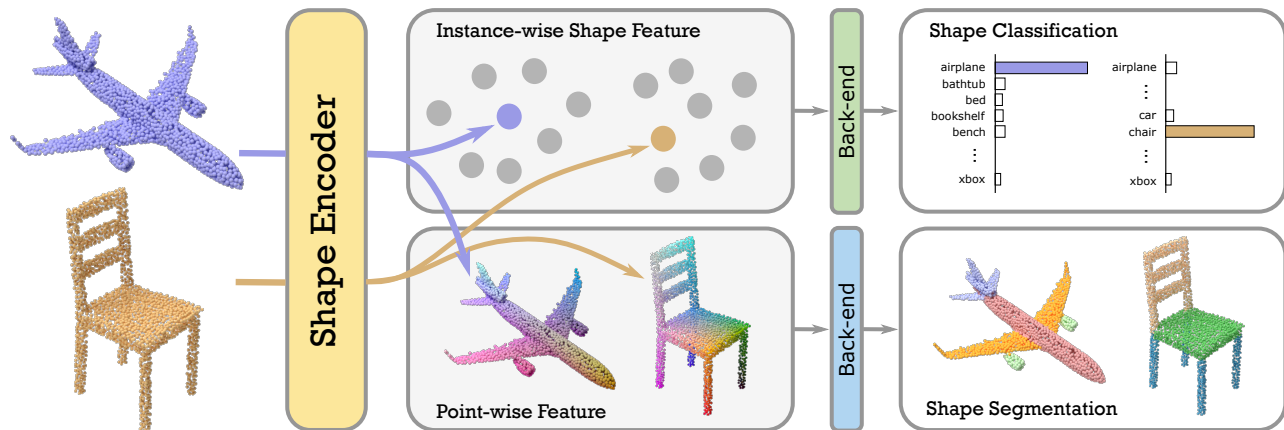 Shape Encoder
Instance-wise Shape Feature
Point-wise Feature
Back-end
Back-end
Shape Classification
airplane
bathtub
bed
bookshelf
bench
...
xbox
airplane
...
car
chair
...
xbox
Shape Segmentation